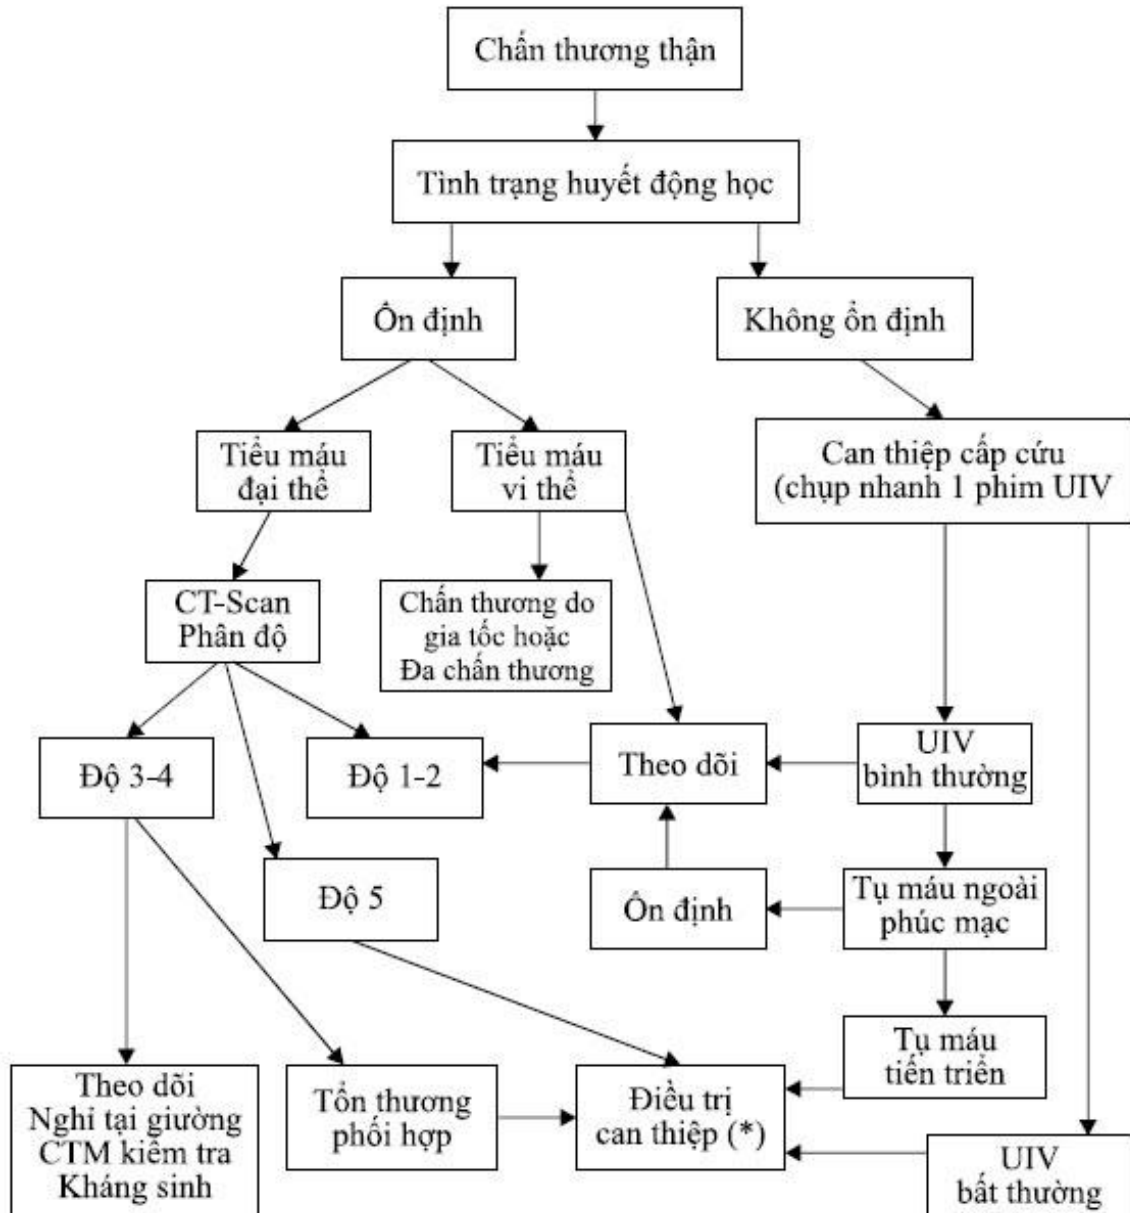 Chấn thương thận
Tình trạng huyết động học
Ổn định
Không ổn định
Tiểu máu
đại thể
Tiểu máu
vi thể
Can thiệp cấp cứu
(chụp nhanh 1 phim UIV
CT-Scan
Phân độ
Chấn thương do
gia tốc hoặc
Đa chấn thương
Độ 3-4
Độ 1-2
Theo dõi
UIV
bình thường
Độ 5
Ổn định
Tụ máu ngoài
phúc mạc
Tụ máu
tiến triển
Theo dõi
Nghỉ tại giường
CTM kiểm tra
Kháng sinh
Tổn thương
phối hợp
Điều trị
can thiệp (*)
UIV
bất thường